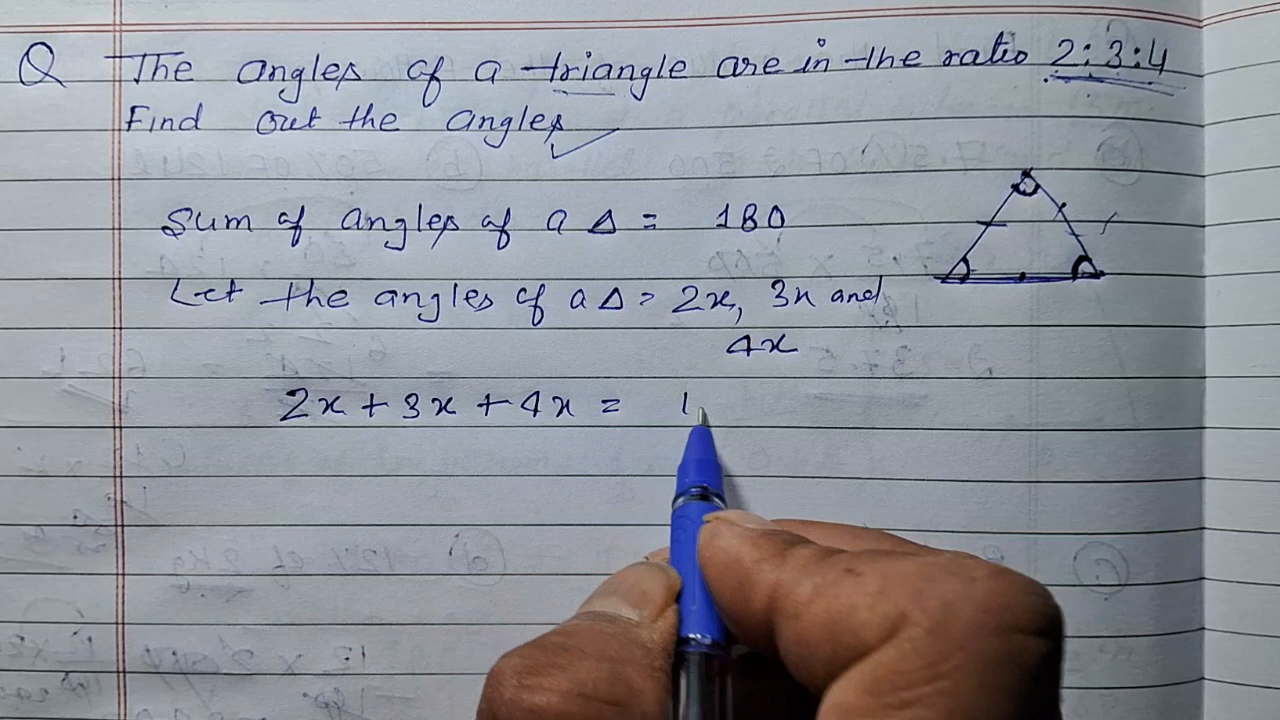 Q The angles of a triangle are in the ratio 2:3:4
Find out the angles
Sum of angles of a Δ = 180
Let the angles of a Δ = 2x, 3x and
4x
2x + 3x + 4x = 1